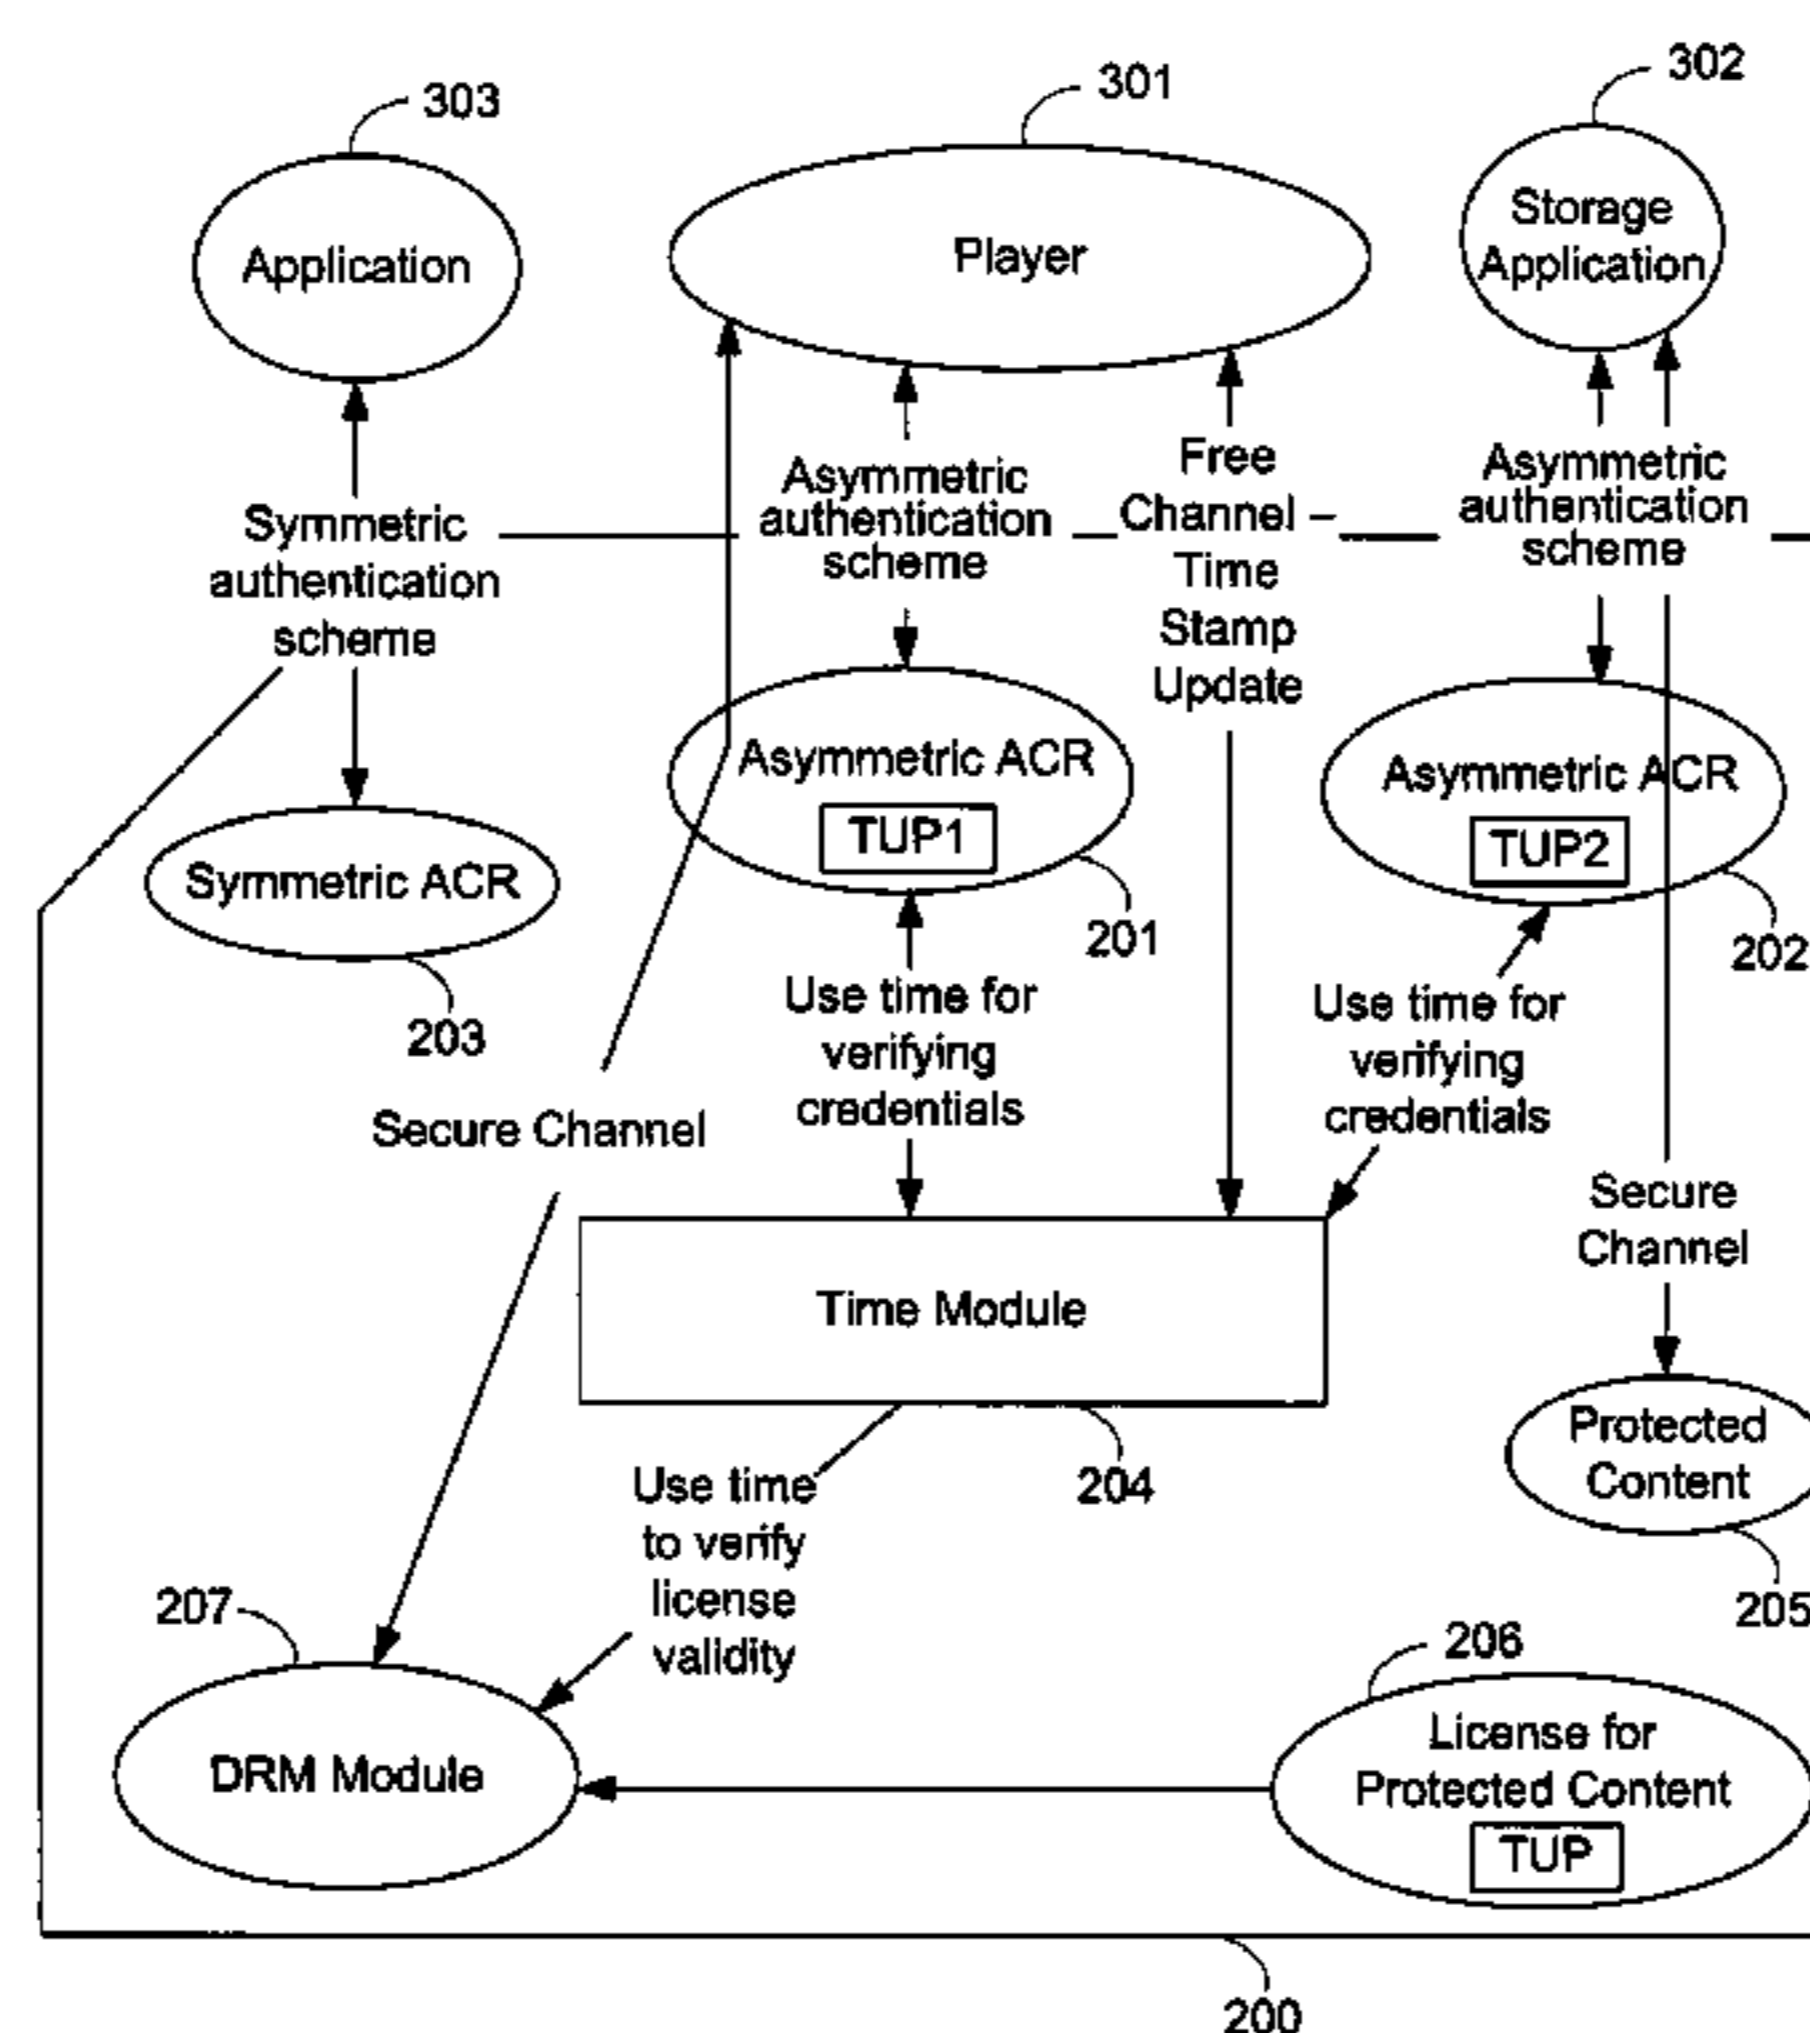 303
301
302
Application
Player
Storage
Application
Symmetric
authentication
scheme
Asymmetric
authentication
scheme
Free
Channel –
Time
Stamp
Update
Asymmetric
authentication
scheme
Symmetric ACR
203
Asymmetric ACR
TUP1
201
Asymmetric ACR
TUP2
202
Secure Channel
Use time for
verifying
credentials
Use time for
verifying
credentials
Secure
Channel
Time Module
204
Protected
Content
205
Use time
to verify
license
validity
207
DRM Module
206
License for
Protected Content
TUP
200